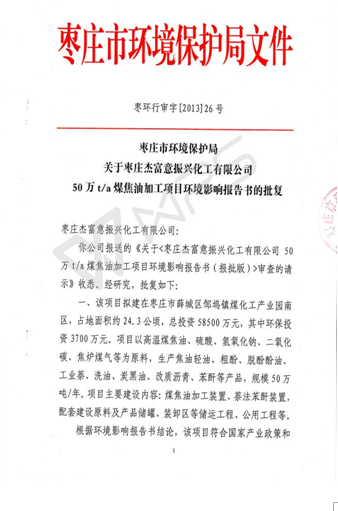 枣庄市环境保护局文件
枣环行审字[2013]26号
枣庄市环境保护局
关于枣庄杰富意振兴化工有限公司
50万t/a煤焦油加工项目环境影响报告书的批复
枣庄杰富意振兴化工有限公司:
你公司报送的《关于<枣庄杰富意振兴化工有限公司 50
万t/a煤焦油加工项目环境影响报告书（报批版）>审查的请
示》收悉。经研究，批复如下:
一、该项目拟建在枣庄市薛城区邹坞镇煤化工产业园南
区，占地面积约24.3公顷，总投资58500万元，其中环保投
资3700万元。项目以高温煤焦油、硫酸、氢氧化钠、二氧化
碳、焦炉煤气等为原料，生产焦油轻油、粗酚、脱酚酚油、
工业萘、洗油、炭黑油、改质沥青、苯酐等产品，规模50万
吨/年。项目主要建设内容：煤焦油加工装置、萘法苯酐装置，
配套建设原料及产品储罐、装卸区等储运工程、公用工程等。
根据环境影响报告书结论，该项目符合国家产业政策和
1